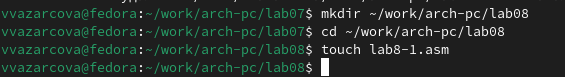 vvazarcova@fedora:~/work/arch-pc/lab07$ mkdir ~/work/arch-pc/lab08
vvazarcova@fedora:~/work/arch-pc/lab07$ cd ~/work/arch-pc/lab08
vvazarcova@fedora:~/work/arch-pc/lab08$ touch lab8-1.asm
vvazarcova@fedora:~/work/arch-pc/lab08$